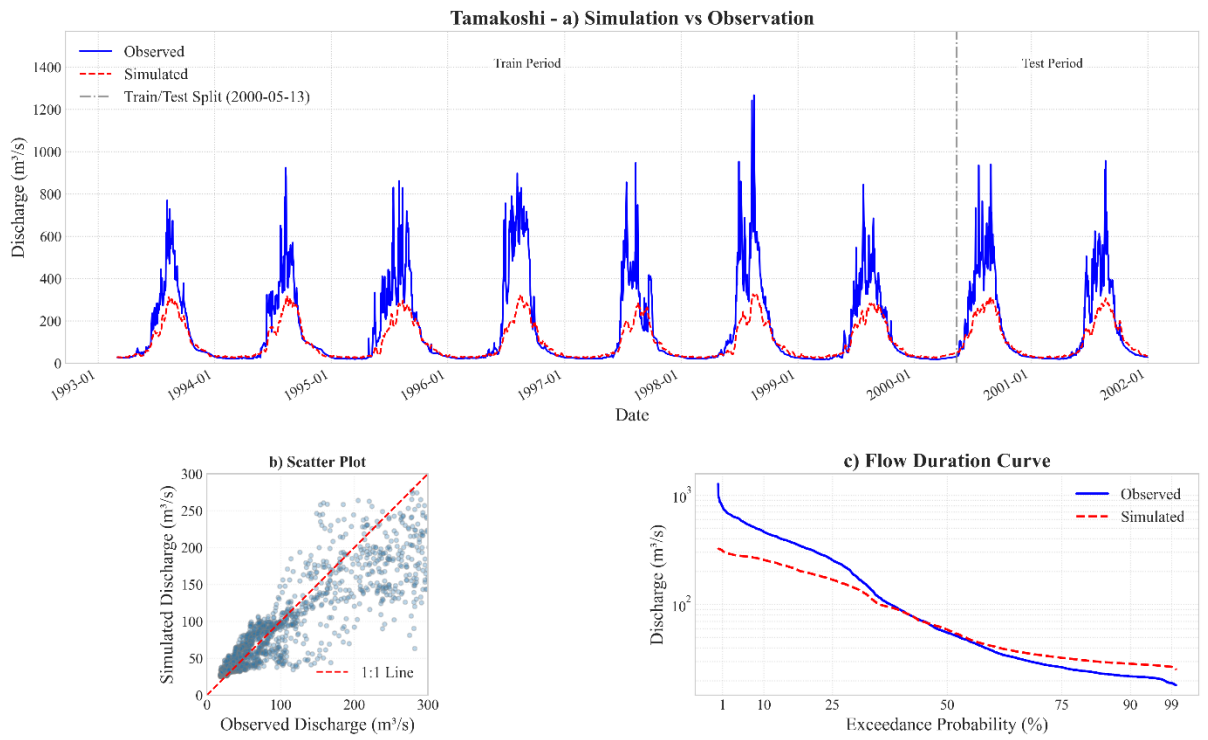 Tamakoshi - a) Simulation vs Observation
Observed
Simulated
Train/Test Split (2000-05-13)
Train Period
Test Period
Discharge (m³/s)
1400
1200
1000
800
600
400
200
0
1993-01
1994-01
1995-01
1996-01
1997-01
1998-01
1999-01
2000-01
2001-01
2002-01
Date
b) Scatter Plot
Simulated Discharge (m³/s)
300
250
200
150
100
50
0
1:1 Line
0
100
200
300
Observed Discharge (m³/s)
c) Flow Duration Curve
Observed
Simulated
Discharge (m³/s)
10³
10²
1
10
25
50
75
90
99
Exceedance Probability (%)